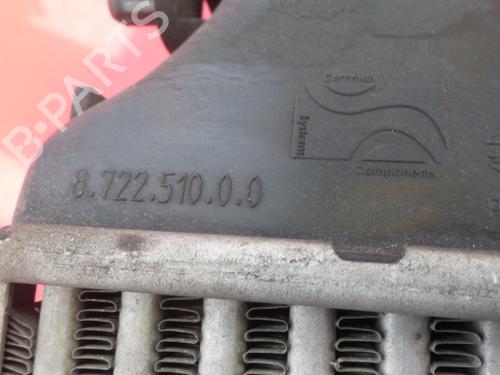 B-PARTS
Common
Systems
Components
8.722.510.0.0